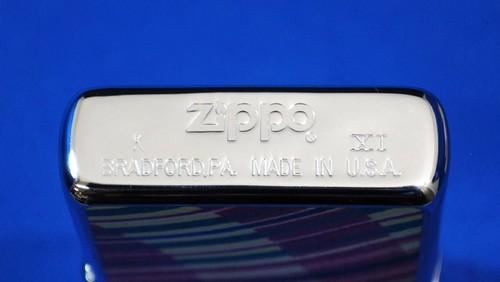 Zippo®
K XI
BRADFORD,PA. MADE IN U.S.A.